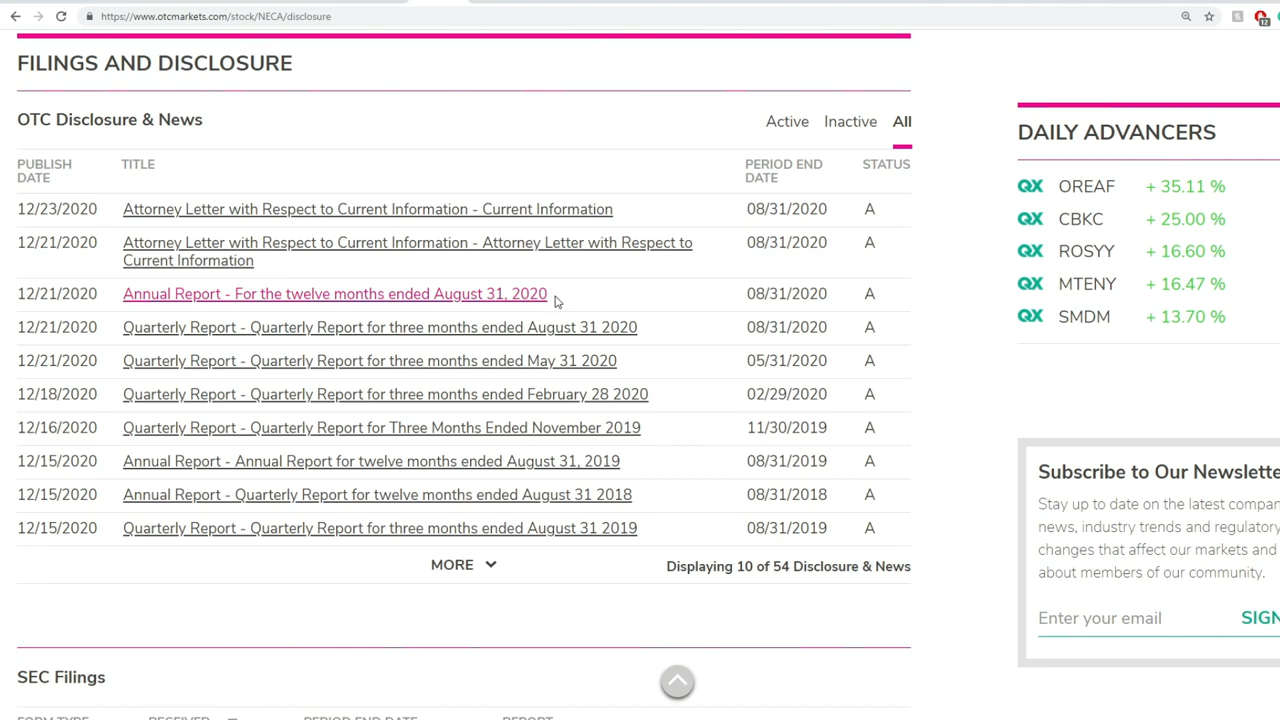 https://www.otcmarkets.com/stock/NECA/disclosure
12
FILINGS AND DISCLOSURE
OTC Disclosure & News
Active Inactive All
PUBLISH DATE TITLE PERIOD END DATE STATUS
12/23/2020 Attorney Letter with Respect to Current Information - Current Information 08/31/2020 A
12/21/2020 Attorney Letter with Respect to Current Information - Attorney Letter with Respect to 08/31/2020 A
Current Information
12/21/2020 Annual Report - For the twelve months ended August 31, 2020 08/31/2020 A
12/21/2020 Quarterly Report - Quarterly Report for three months ended August 31 2020 08/31/2020 A
12/21/2020 Quarterly Report - Quarterly Report for three months ended May 31 2020 05/31/2020 A
12/18/2020 Quarterly Report - Quarterly Report for three months ended February 28 2020 02/29/2020 A
12/16/2020 Quarterly Report - Quarterly Report for Three Months Ended November 2019 11/30/2019 A
12/15/2020 Annual Report - Annual Report for twelve months ended August 31, 2019 08/31/2019 A
12/15/2020 Annual Report - Quarterly Report for twelve months ended August 31 2018 08/31/2018 A
12/15/2020 Quarterly Report - Quarterly Report for three months ended August 31 2019 08/31/2019 A
MORE Displaying 10 of 54 Disclosure & News
SEC Filings
FORM TYPE RECEIVED PERIOD END DATE REPORT
DAILY ADVANCERS
QX OREAF + 35.11 %
QX CBKC + 25.00 %
QX ROSYY + 16.60 %
QX MTENY + 16.47 %
QX SMDM + 13.70 %
Subscribe to Our Newslette
Stay up to date on the latest compan
news, industry trends and regulatory
changes that affect our markets and
about members of our community.
Enter your email SIGN